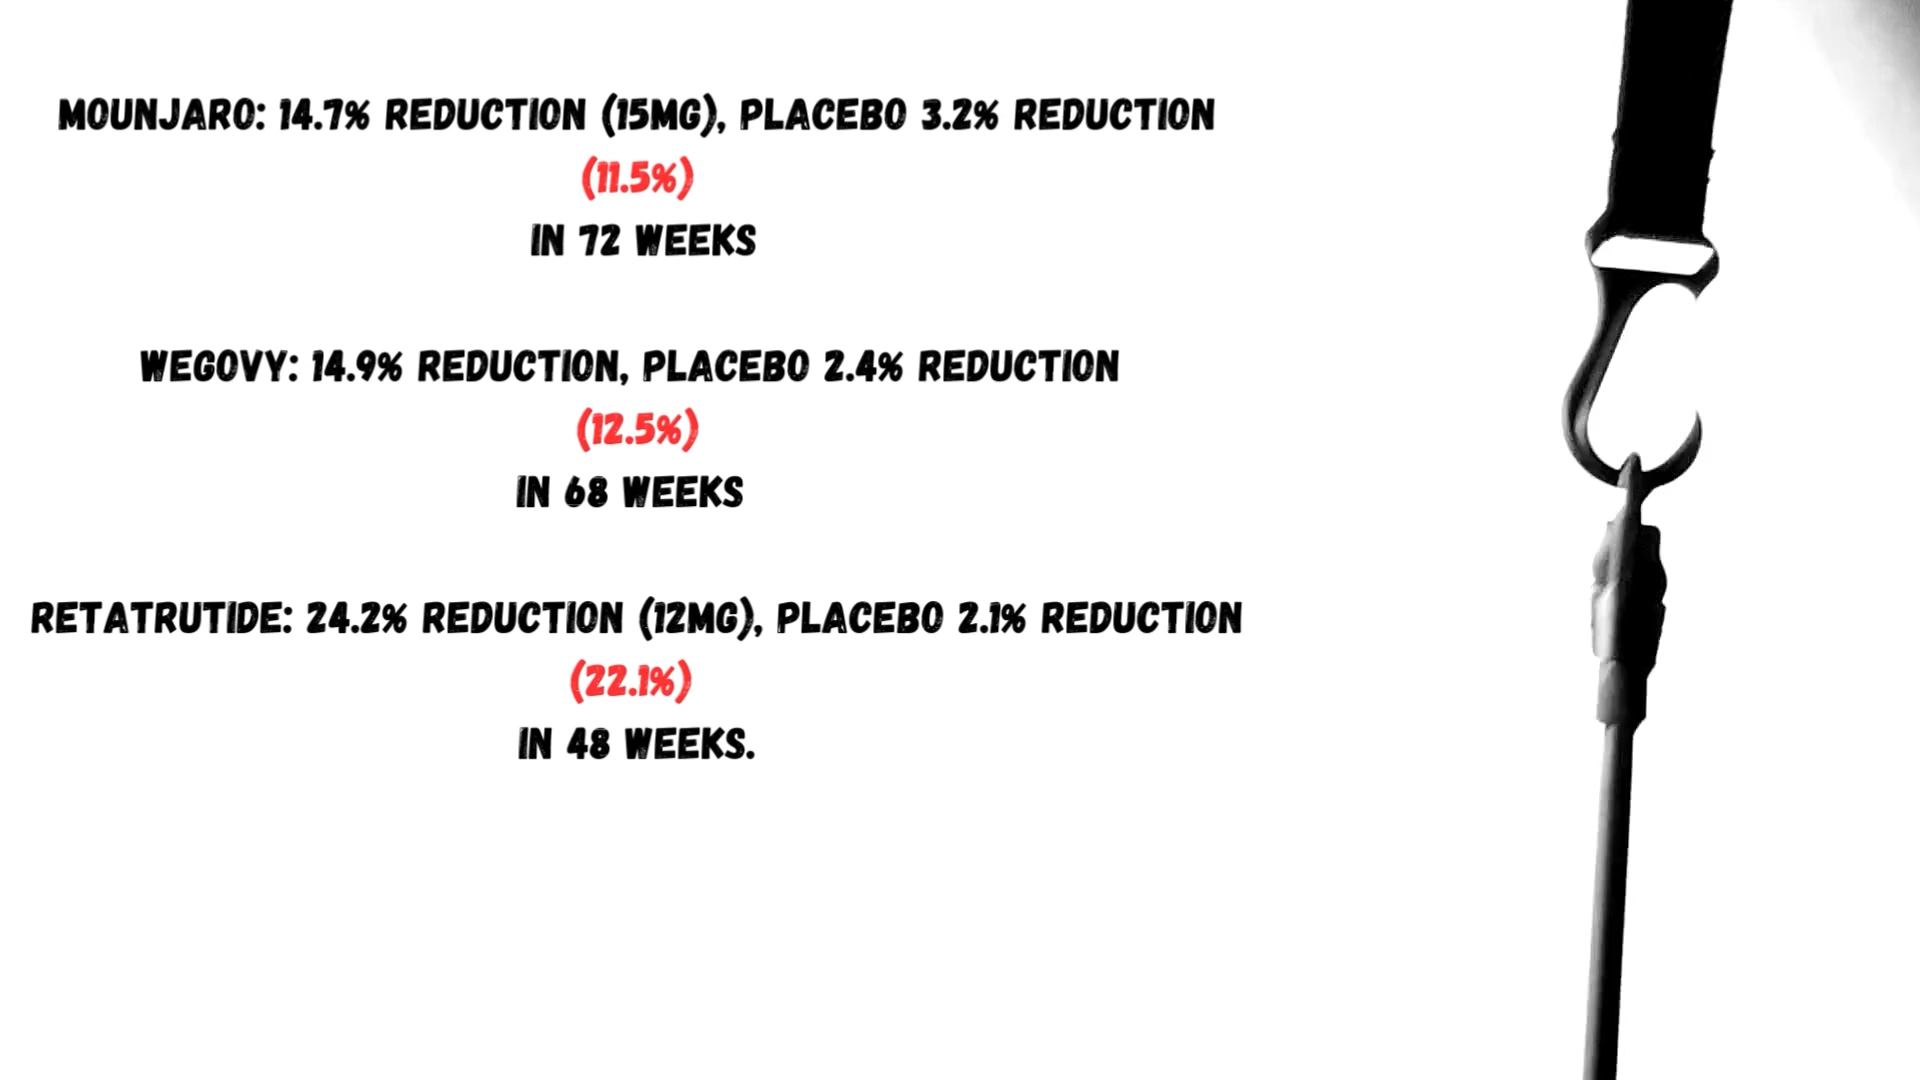 MOUNJARO: 14.7% REDUCTION (15MG), PLACEBO 3.2% REDUCTION
(11.5%)
IN 72 WEEKS
WEGOVY: 14.9% REDUCTION, PLACEBO 2.4% REDUCTION
(12.5%)
IN 68 WEEKS
RETATRUTIDE: 24.2% REDUCTION (12MG), PLACEBO 2.1% REDUCTION
(22.1%)
IN 48 WEEKS.